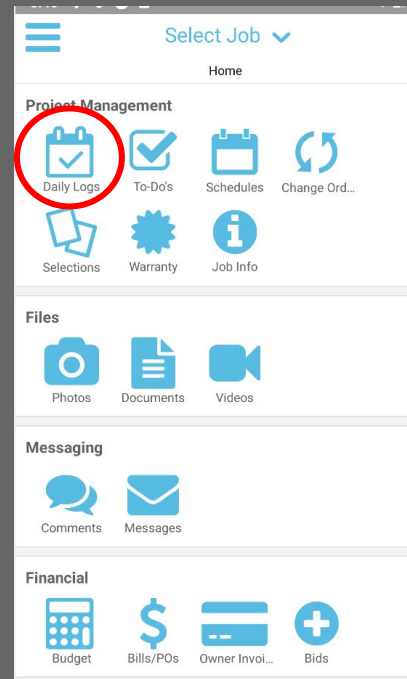 Select Job
Home
Project Management
Daily Logs To-Do's Schedules Change Ord...
Selections Warranty Job Info
Files
Photos Documents Videos
Messaging
Comments Messages
Financial
Budget Bills/POs Owner Invoi... Bids